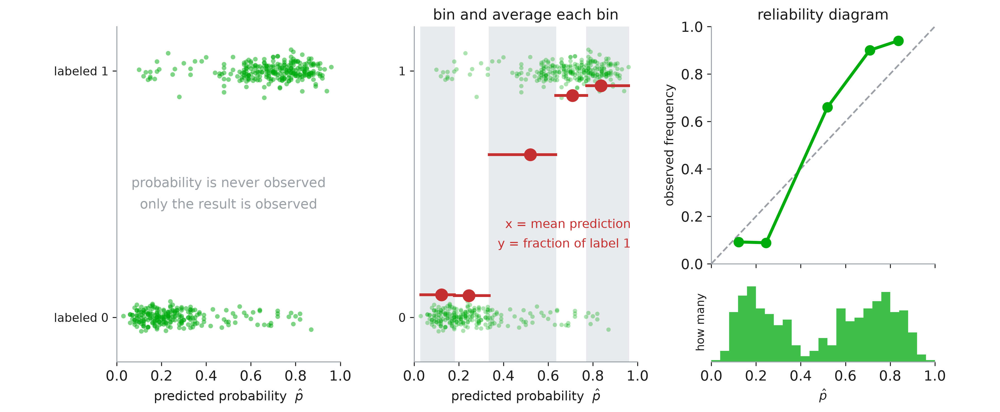 labeled 1
labeled 0
probability is never observed
only the result is observed
0.0 0.2 0.4 0.6 0.8 1.0
predicted probability p̂
bin and average each bin
1
0
x = mean prediction
y = fraction of label 1
0.0 0.2 0.4 0.6 0.8 1.0
predicted probability p̂
reliability diagram
observed frequency
1.0
0.8
0.6
0.4
0.2
0.0
how many
0.0 0.2 0.4 0.6 0.8 1.0
p̂